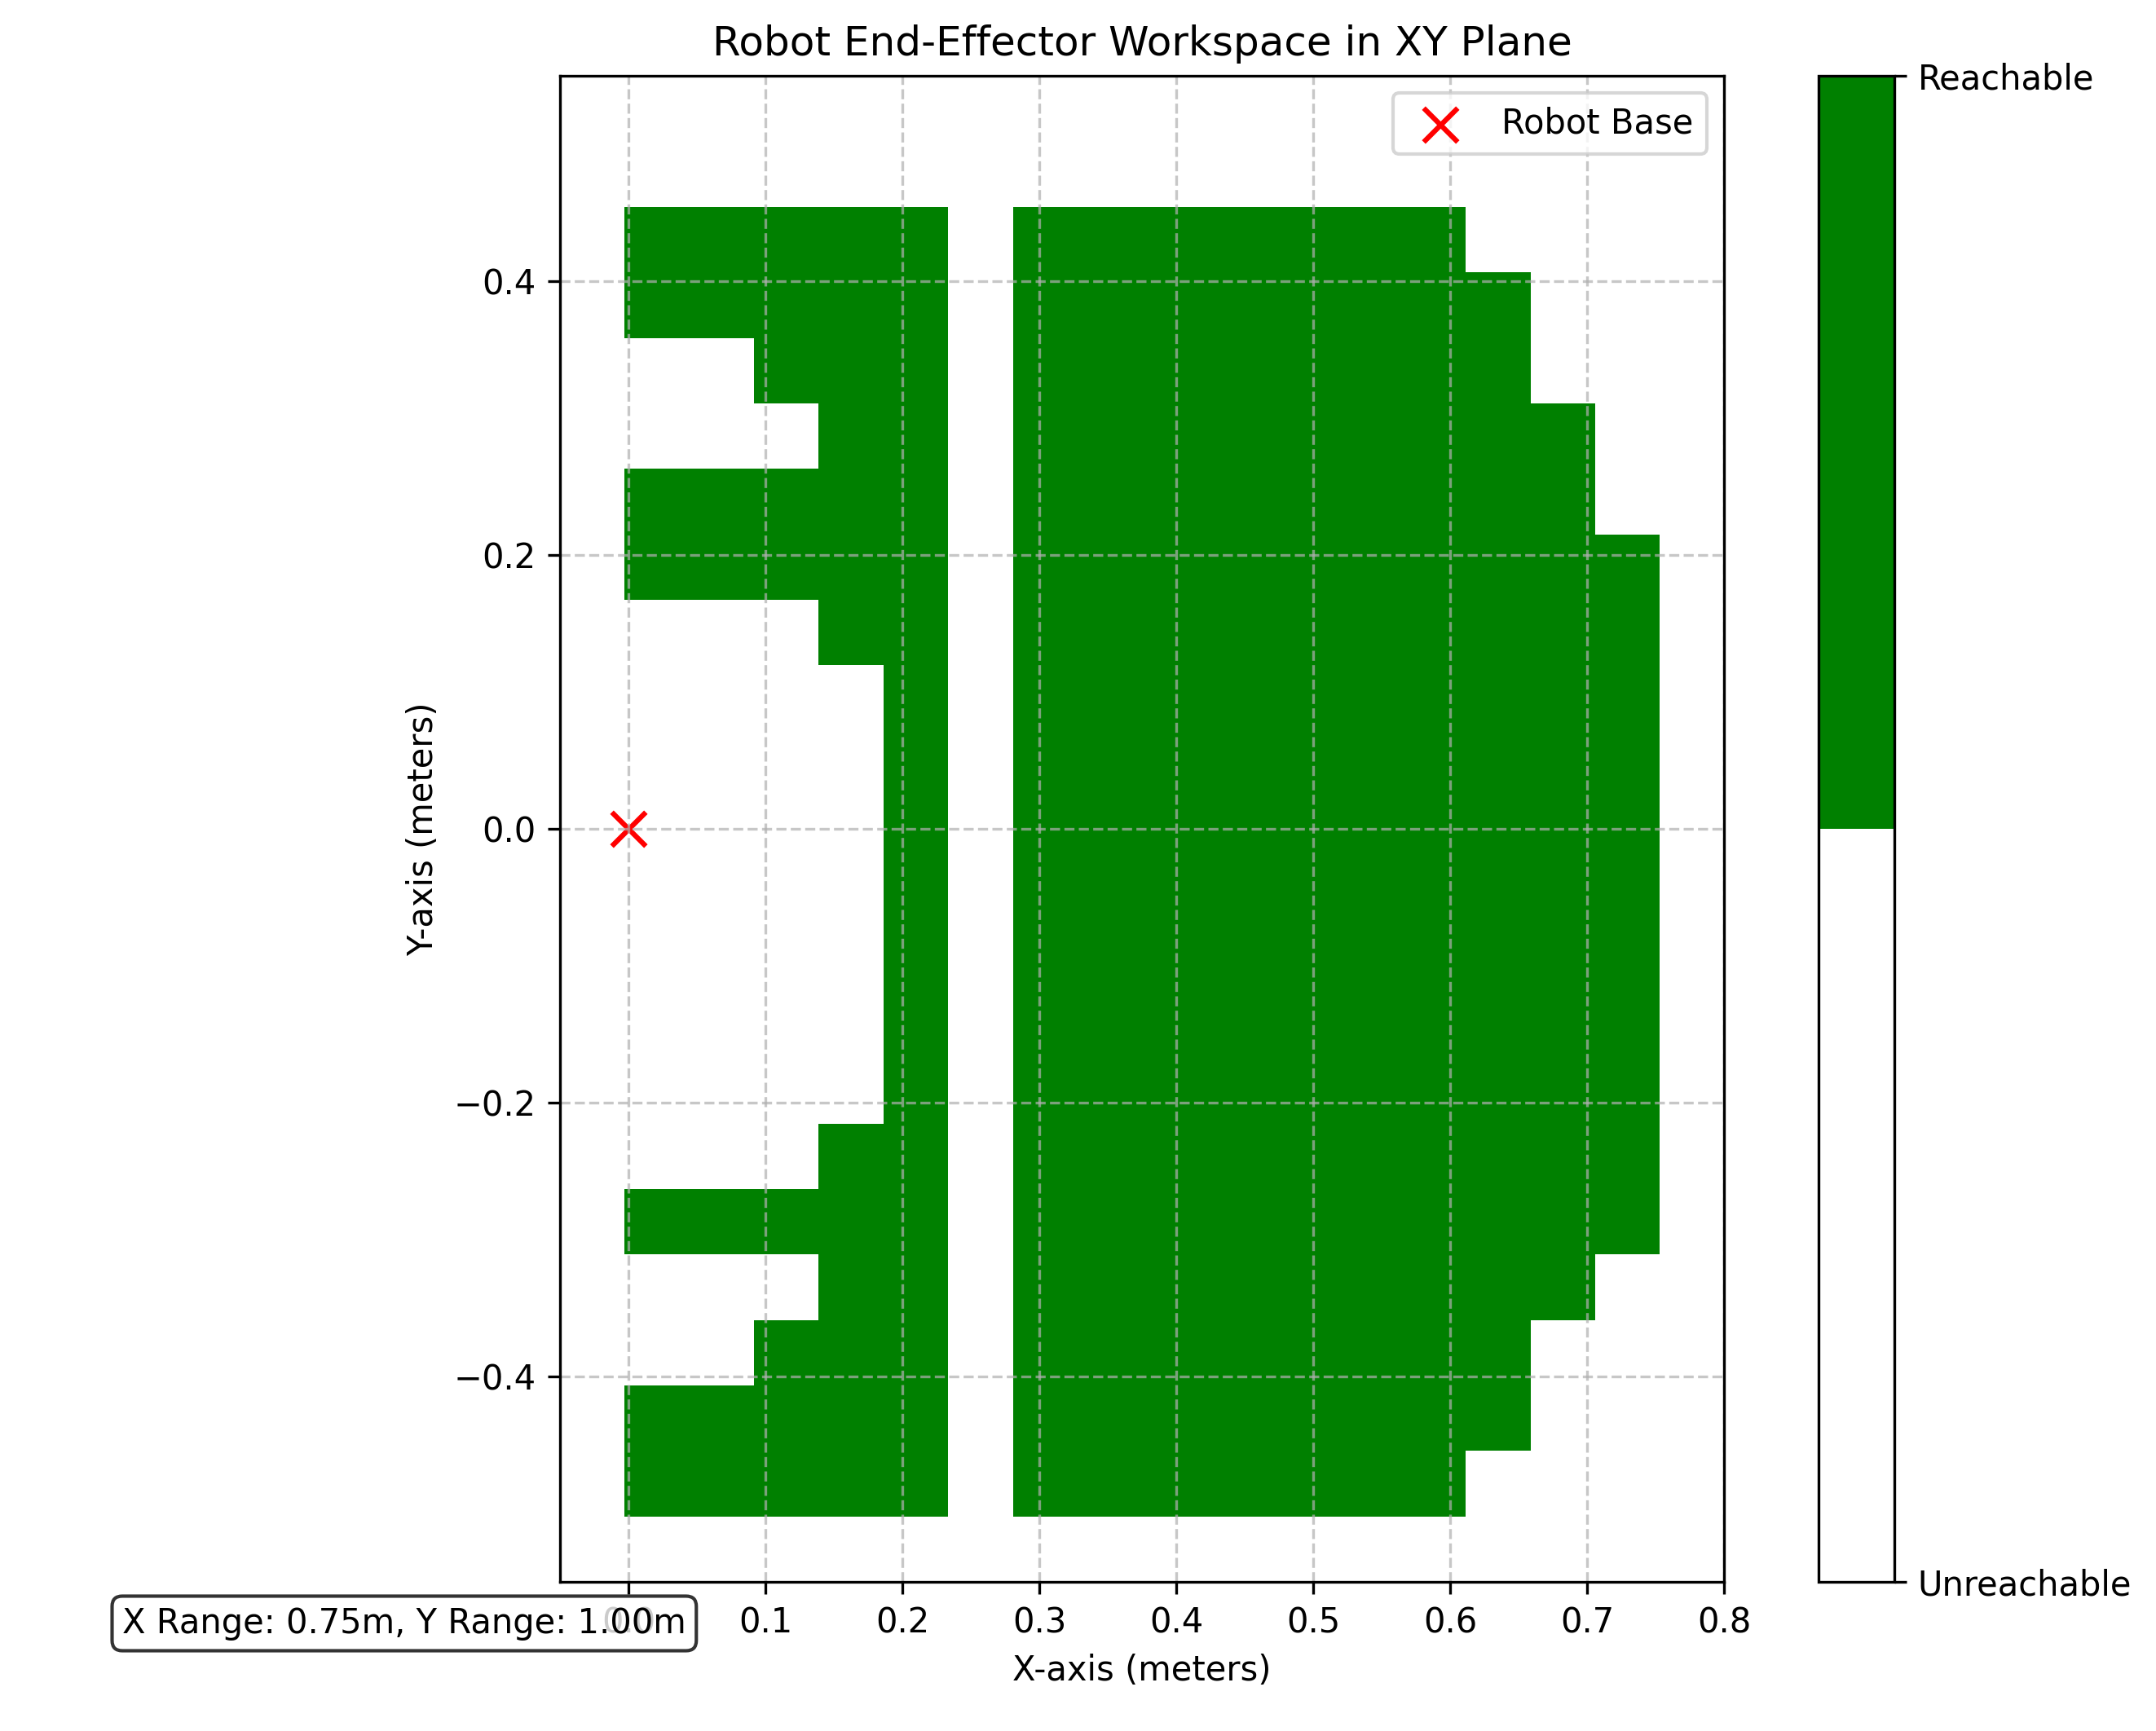 Robot End-Effector Workspace in XY Plane
Reachable
Robot Base
0.4
0.2
0.0
−0.2
−0.4
Y-axis (meters)
Unreachable
X Range: 0.75m, Y Range: 1.00m
0.0
0.1
0.2
0.3
0.4
0.5
0.6
0.7
0.8
X-axis (meters)